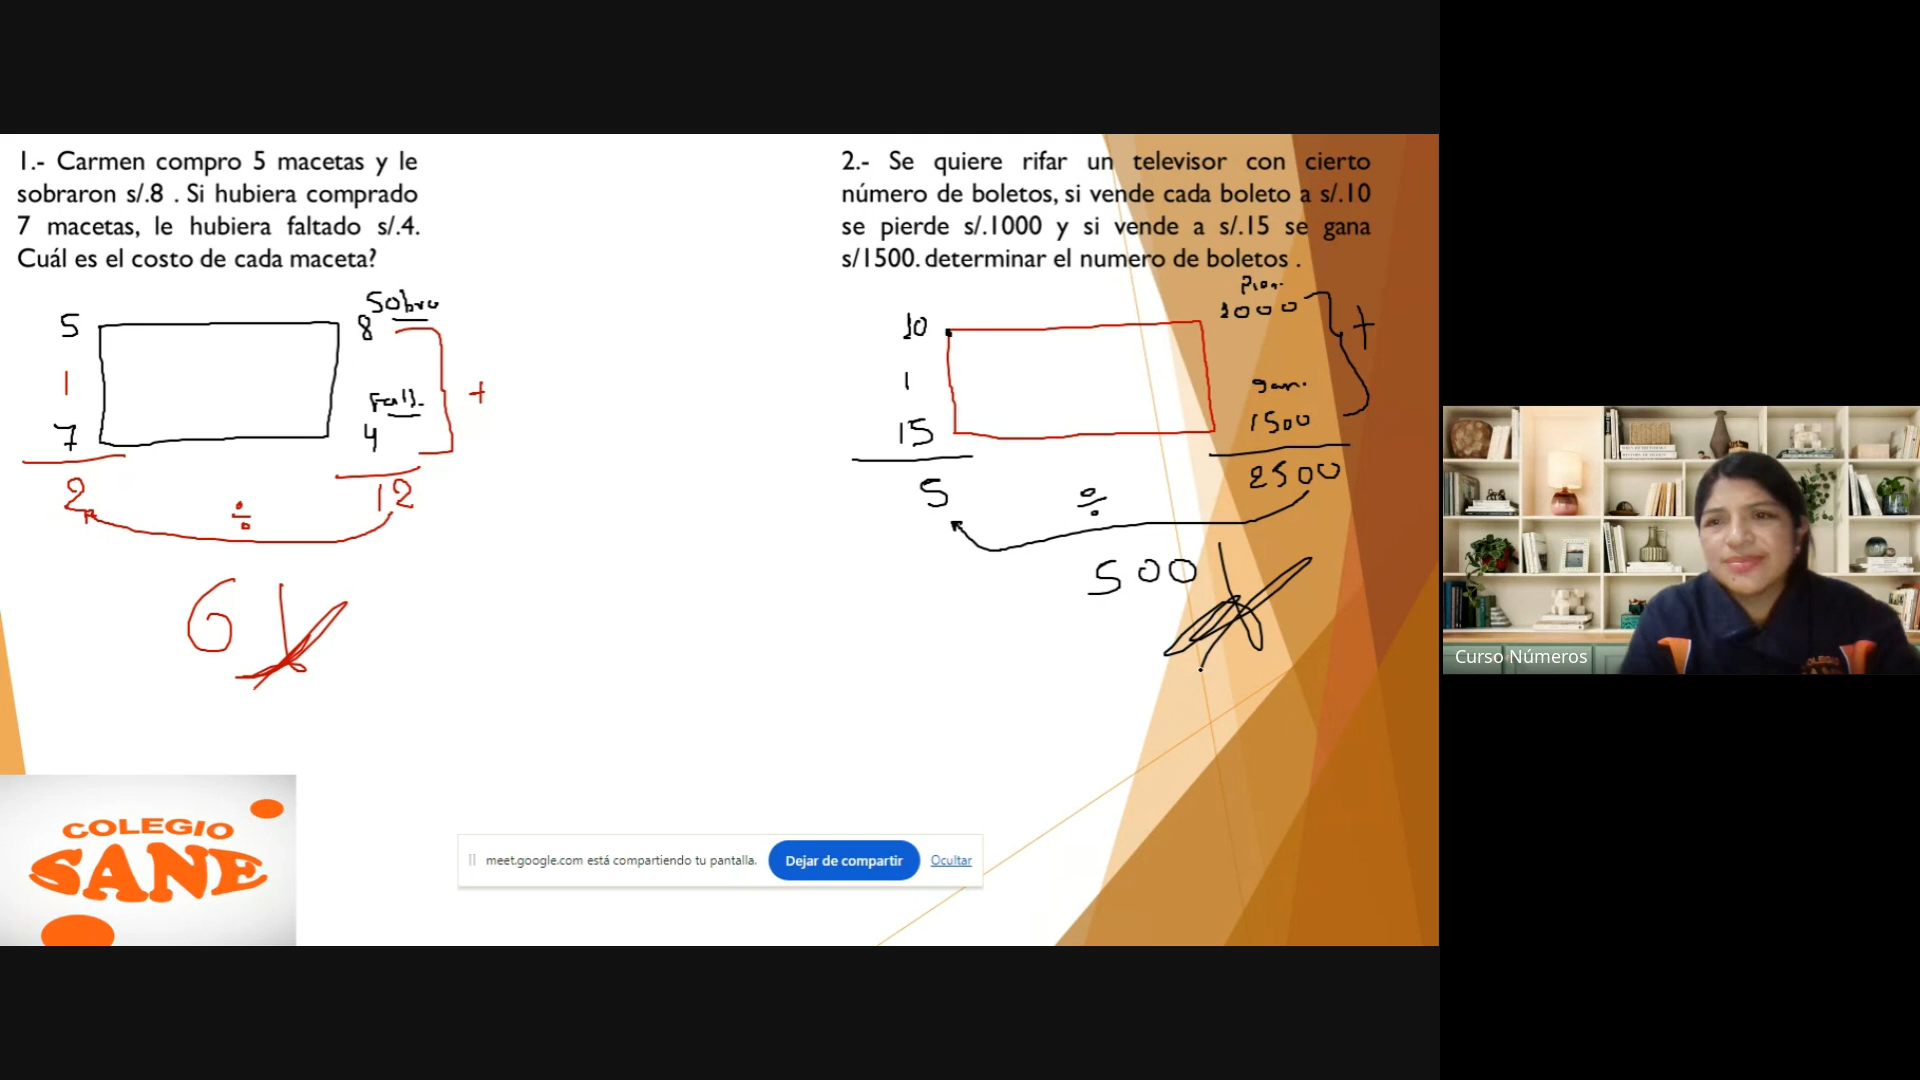 1.- Carmen compro 5 macetas y le
sobraron s/.8 . Si hubiera comprado
7 macetas, le hubiera faltado s/.4.
Cuál es el costo de cada maceta?
5
8
Sobro
1
7
4
+
2
÷
12
6
2.- Se quiere rifar un televisor con cierto
número de boletos, si vende cada boleto a s/.10
se pierde s/.1000 y si vende a s/.15 se gana
s/1500. determinar el numero de boletos .
10
1000
+
1
gan.
15
1500
5
÷
2500
500
COLEGIO
SANE
meet.google.com está compartiendo tu pantalla.
Dejar de compartir
Ocultar
Curso Números